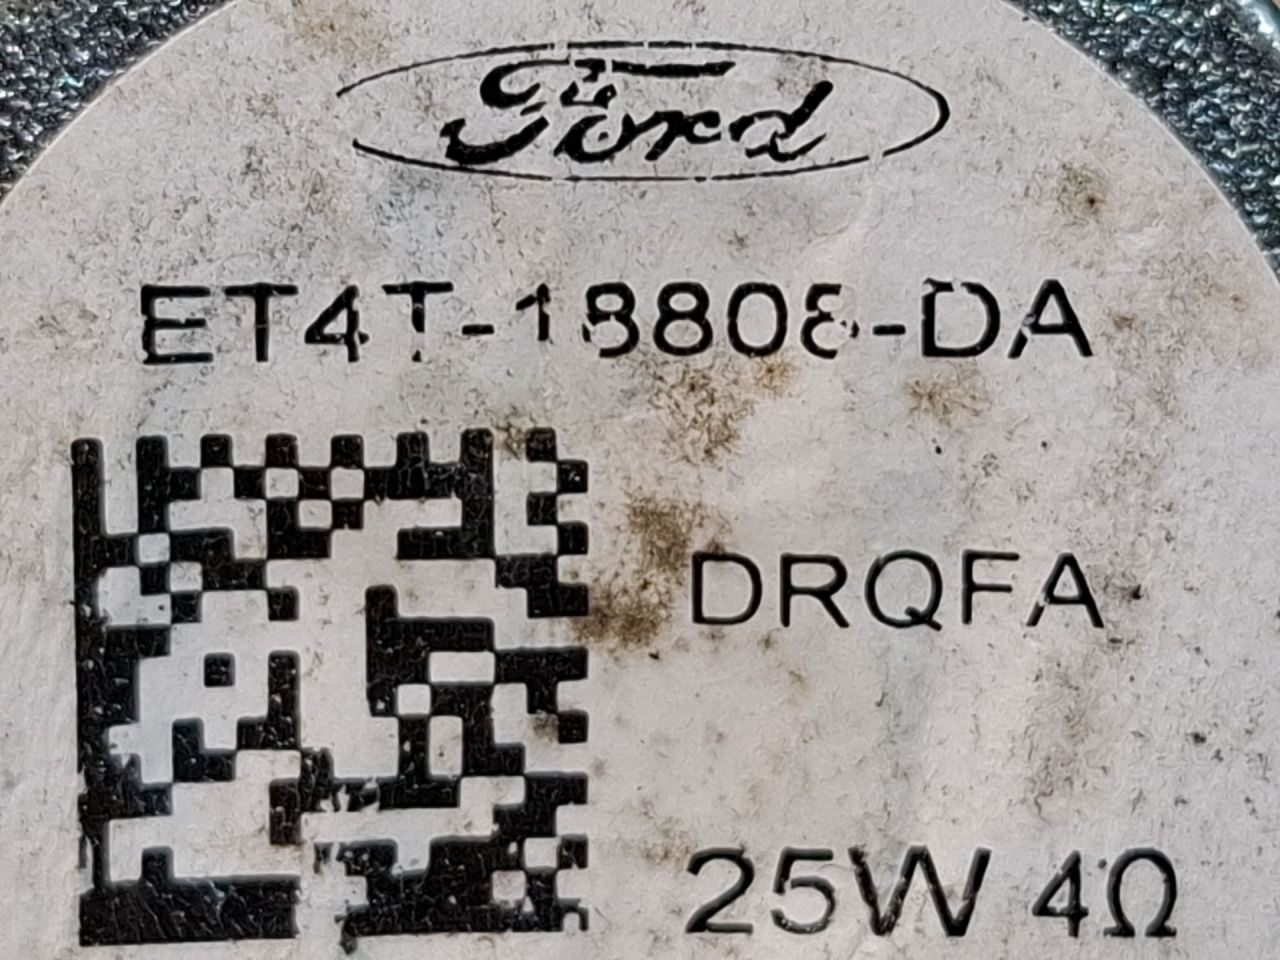 Ford
ET4T-18808-DA
DRQFA
25W 4Ω